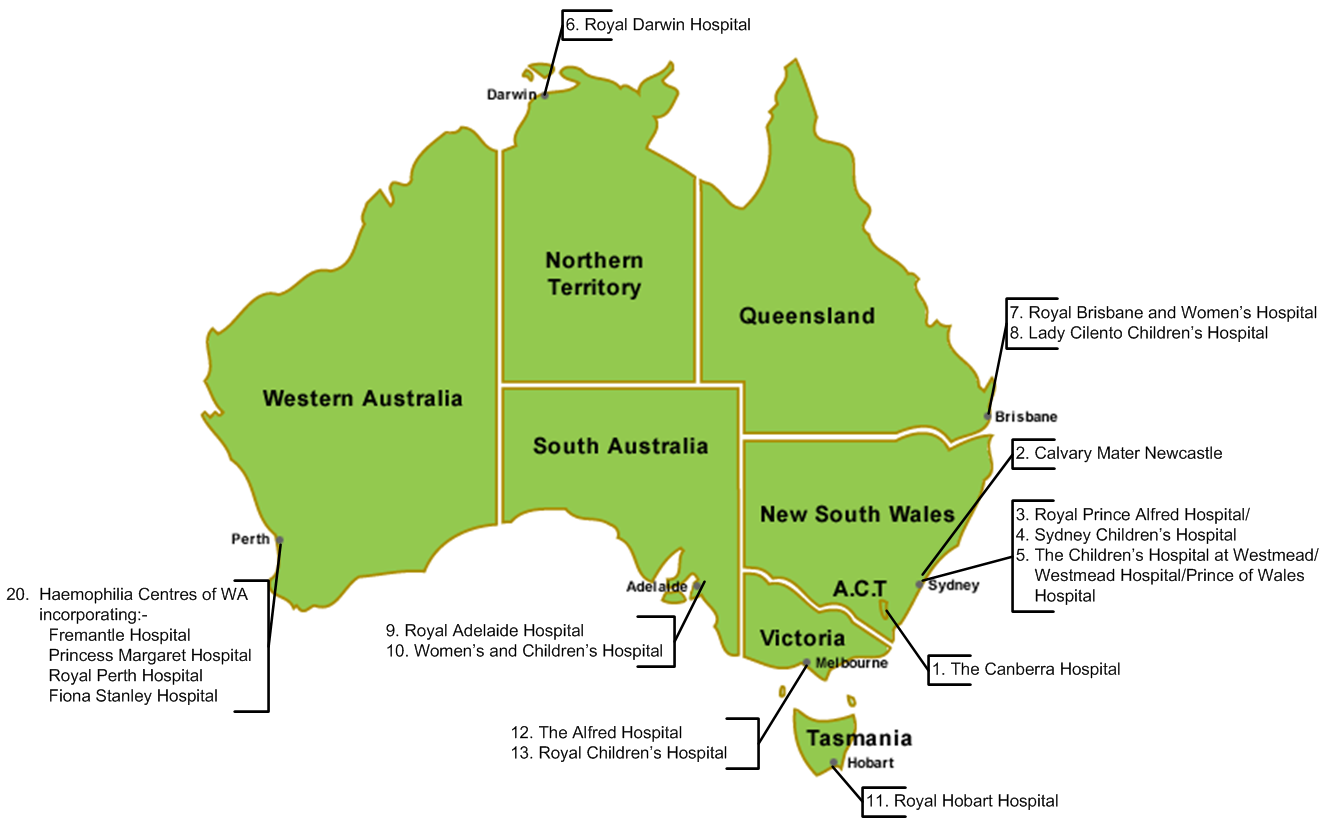 6. Royal Darwin Hospital
Darwin
Northern
Territory
Queensland
7. Royal Brisbane and Women's Hospital
8. Lady Cilento Children's Hospital
Western Australia
Brisbane
South Australia
2. Calvary Mater Newcastle
New South Wales
3. Royal Prince Alfred Hospital/
4. Sydney Children's Hospital
5. The Children's Hospital at Westmead/
Westmead Hospital/Prince of Wales
Hospital
Perth
Adelaide
A.C.T
Sydney
20. Haemophilia Centres of WA
incorporating:-
Fremantle Hospital
Princess Margaret Hospital
Royal Perth Hospital
Fiona Stanley Hospital
9. Royal Adelaide Hospital
10. Women's and Children's Hospital
Victoria
Melbourne
1. The Canberra Hospital
12. The Alfred Hospital
13. Royal Children's Hospital
Tasmania
Hobart
11. Royal Hobart Hospital